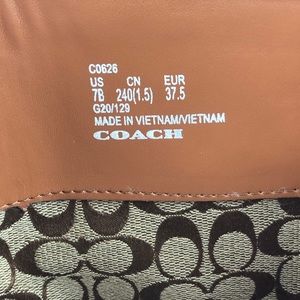 C0626
US CN EUR
7B 240(1.5) 37.5
G20/129
MADE IN VIETNAM/VIETNAM
COACH